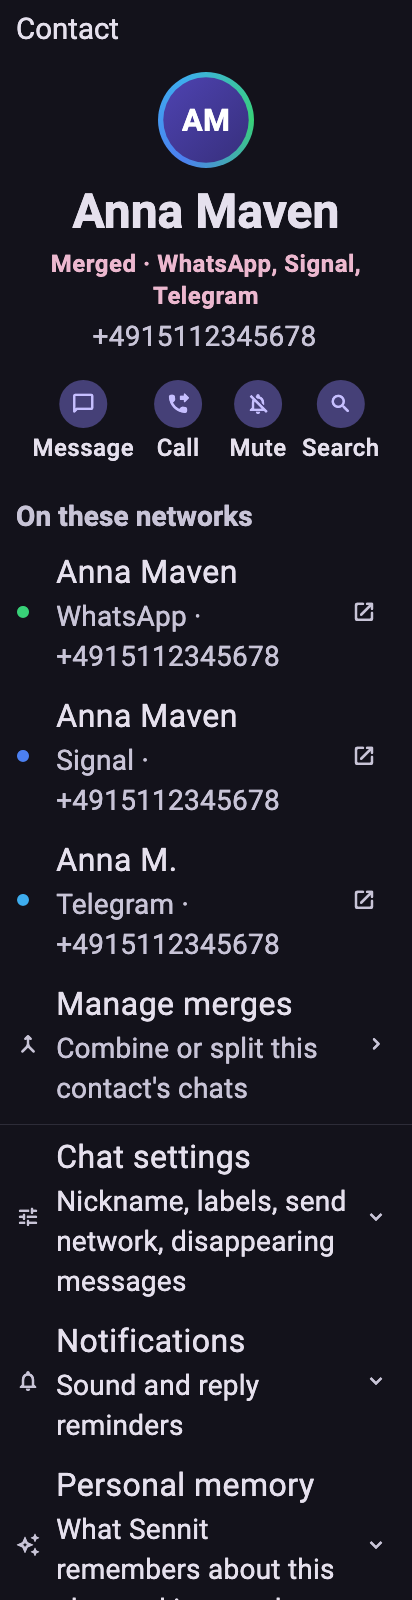 Contact
AM
Anna Maven
Merged · WhatsApp, Signal,
Telegram
+4915112345678
Message Call Mute Search
On these networks
Anna Maven
WhatsApp ·
+4915112345678
Anna Maven
Signal ·
+4915112345678
Anna M.
Telegram ·
+4915112345678
Manage merges
Combine or split this
contact's chats
Chat settings
Nickname, labels, send
network, disappearing
messages
Notifications
Sound and reply
reminders
Personal memory
What Sennit
remembers about this